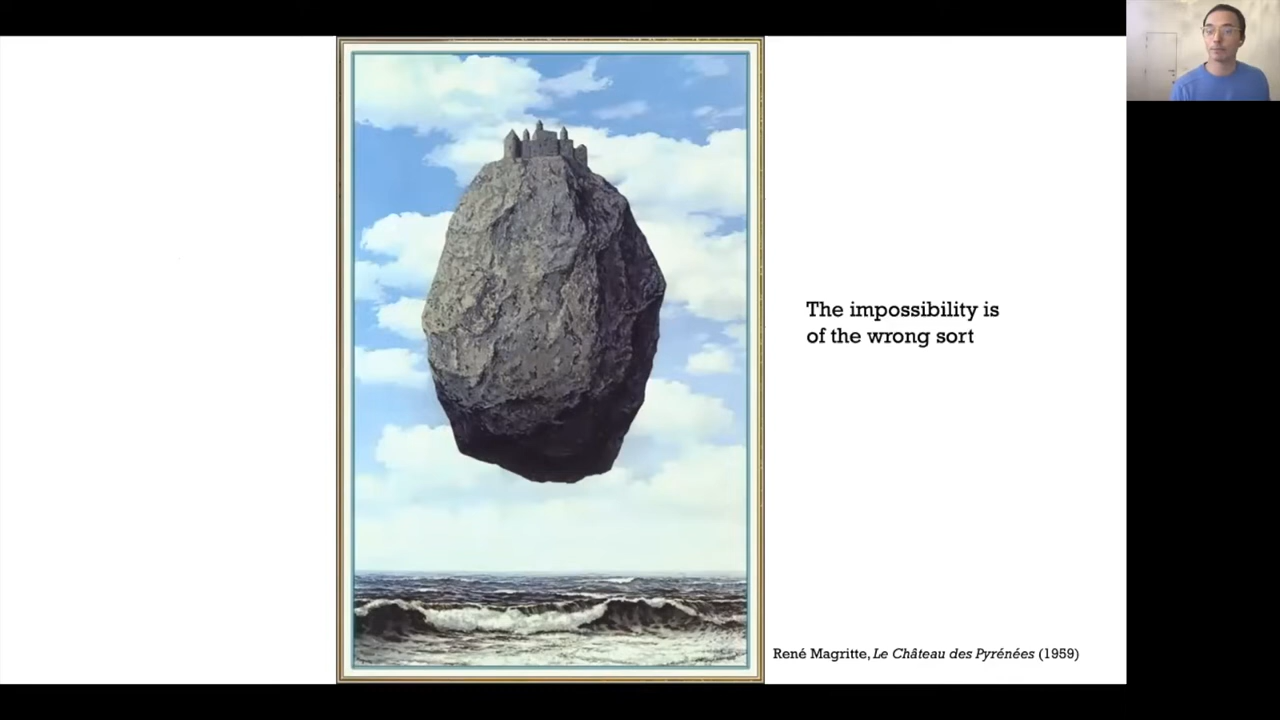 The impossibility is
of the wrong sort
René Magritte, Le Château des Pyrénées (1959)